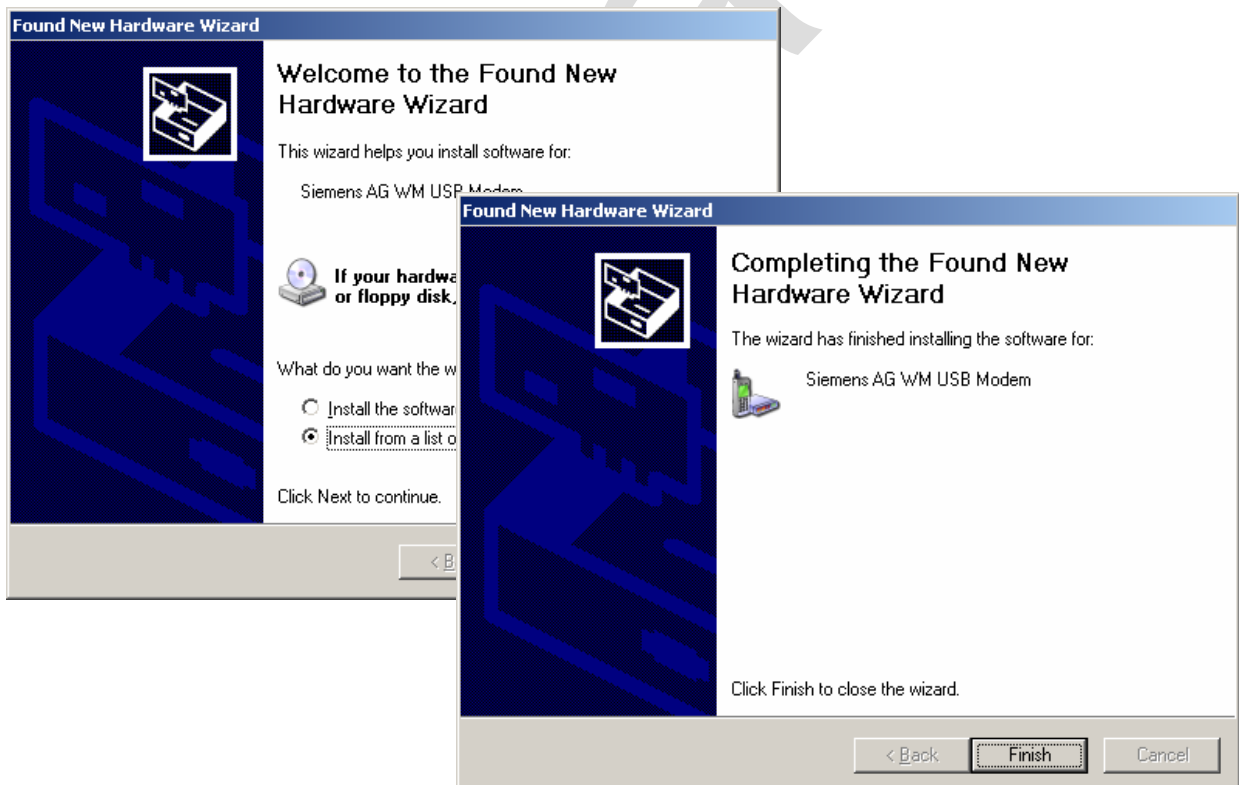 Found New Hardware Wizard
Welcome to the Found New
Hardware Wizard
This wizard helps you install software for:
Siemens AG WM USB Modem
If your hardwa
or floppy disk,
What do you want the w
Install the softwar
Install from a list o
Click Next to continue.
< B
Found New Hardware Wizard
Completing the Found New
Hardware Wizard
The wizard has finished installing the software for:
Siemens AG WM USB Modem
Click Finish to close the wizard.
< Back
Finish
Cancel